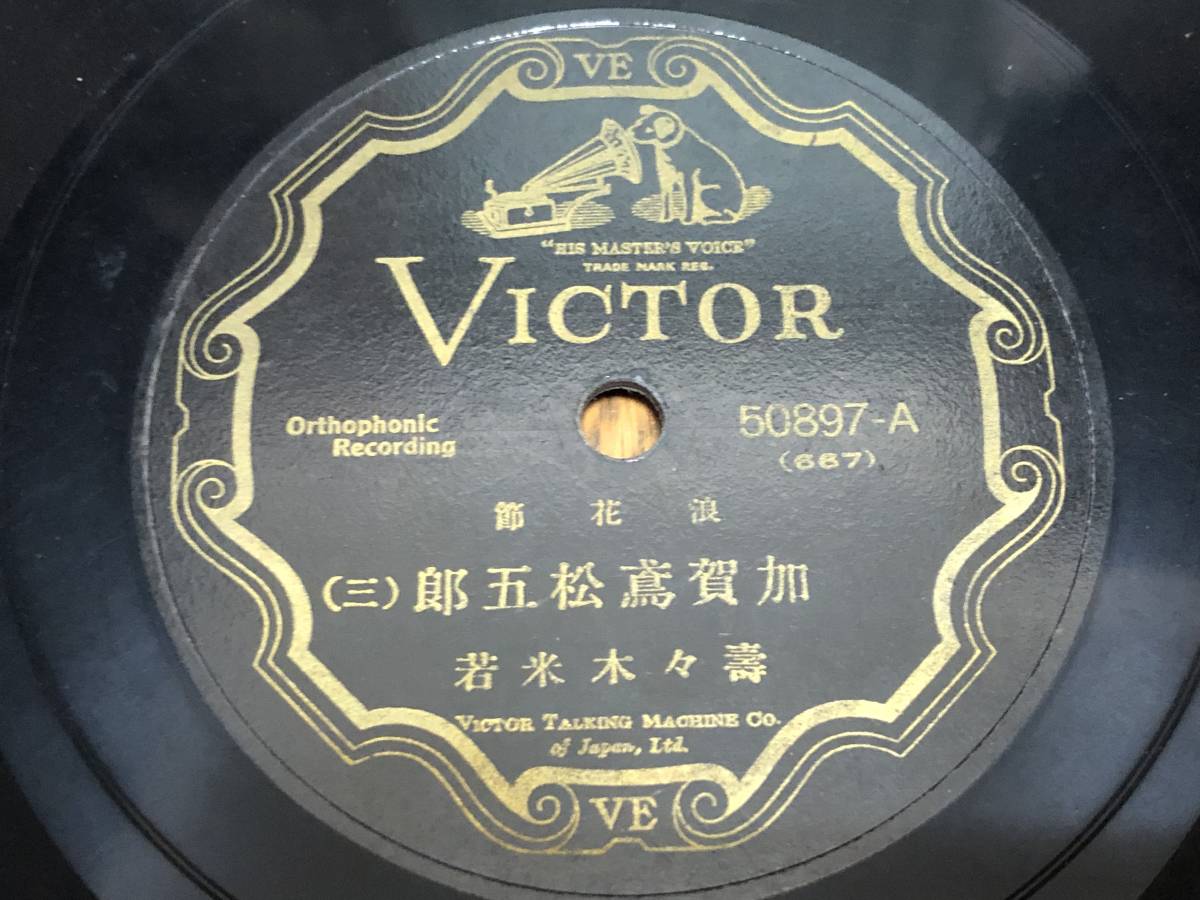 VE
"HIS MASTER'S VOICE"
TRADE MARK REG.
VICTOR
Orthophonic
Recording
50897-A
(667)
浪花節
加賀鳶松五郎(三)
壽々木米若
VICTOR TALKING MACHINE CO.
of Japan, Ltd.
VE